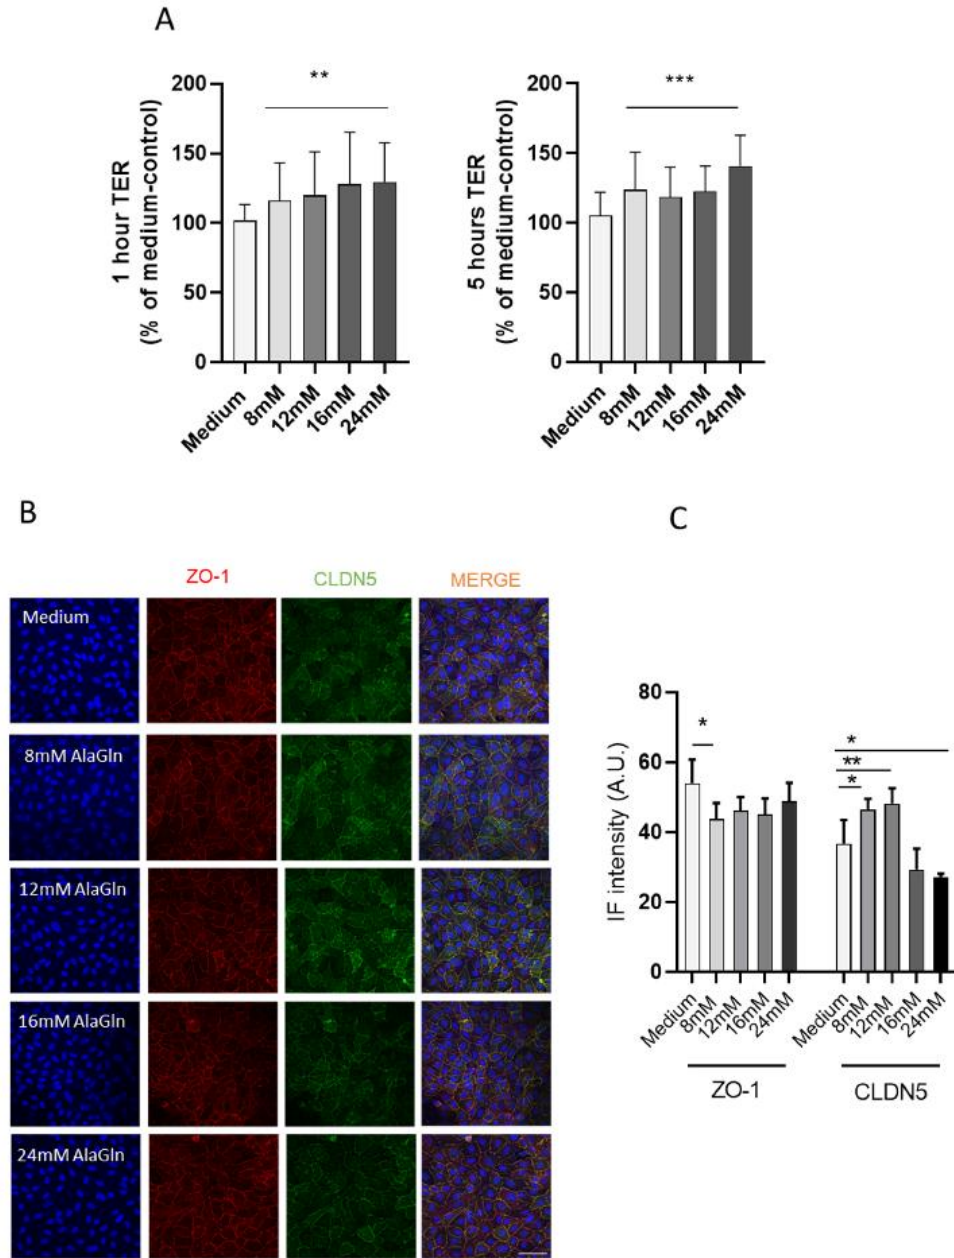 A
**
***
200
150
100
50
0
1 hour TER
(% of medium-control)
Medium
8mM
12mM
16mM
24mM
200
150
100
50
0
5 hours TER
(% of medium-control)
Medium
8mM
12mM
16mM
24mM
B
C
ZO-1
CLDN5
MERGE
Medium
8mM AlaGln
12mM AlaGln
16mM AlaGln
24mM AlaGln
80
60
40
20
0
IF intensity (A.U.)
*
*
**
*
Medium
8mM
12mM
16mM
24mM
Medium
8mM
12mM
16mM
24mM
ZO-1
CLDN5